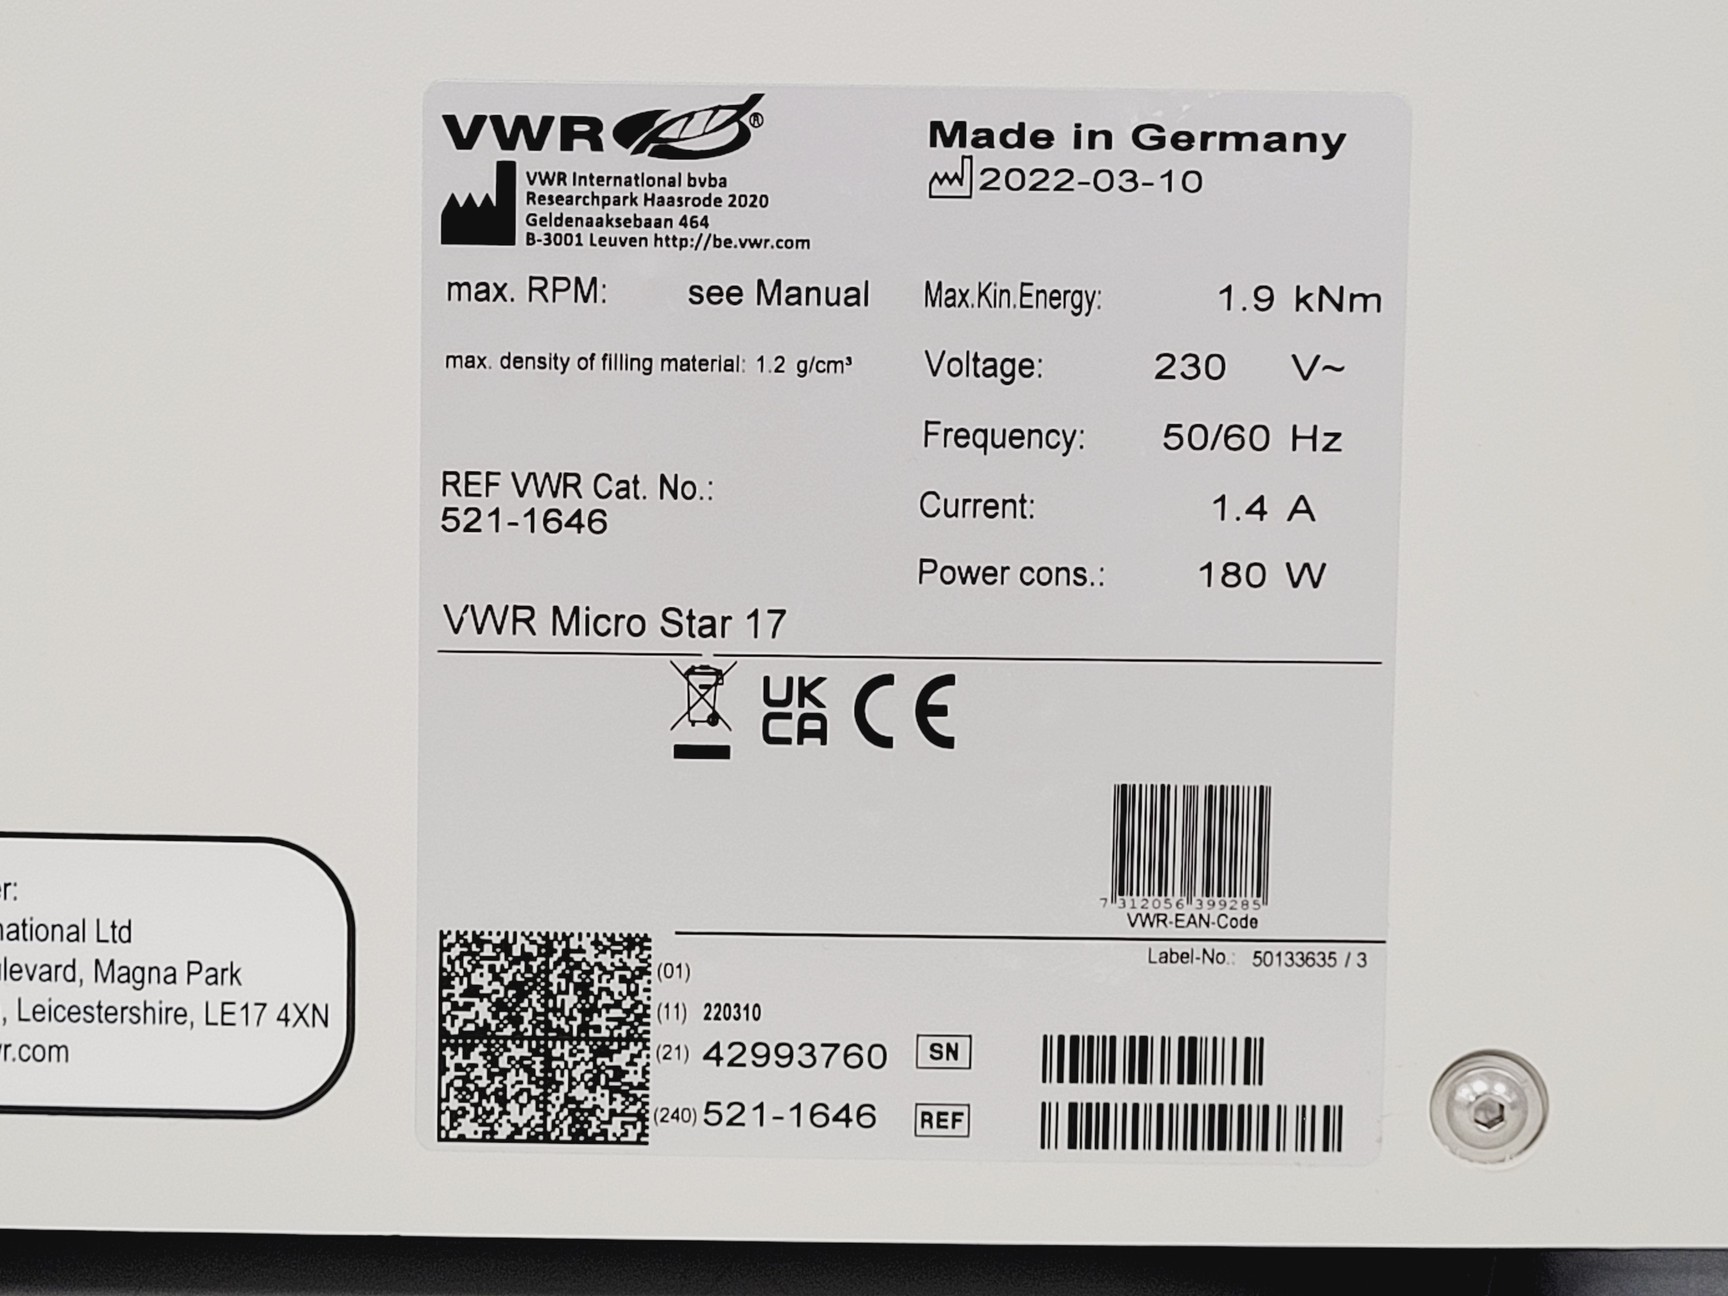 VWR®
VWR International bvba
Researchpark Haasrode 2020
Geldenaaksebaan 464
B-3001 Leuven http://be.vwr.com
Made in Germany
2022-03-10
max. RPM: see Manual
max. density of filling material: 1.2 g/cm³
REF VWR Cat. No.:
521-1646
VWR Micro Star 17
Max.Kin.Energy: 1.9 kNm
Voltage: 230 V~
Frequency: 50/60 Hz
Current: 1.4 A
Power cons.: 180 W
UK
CA
CE
7 312056 399285
VWR-EAN-Code
Label-No.: 50133635 / 3
(01)
(11) 220310
(21) 42993760 SN
(240) 521-1646 REF
er:
national Ltd
ulevard, Magna Park
, Leicestershire, LE17 4XN
vr.com